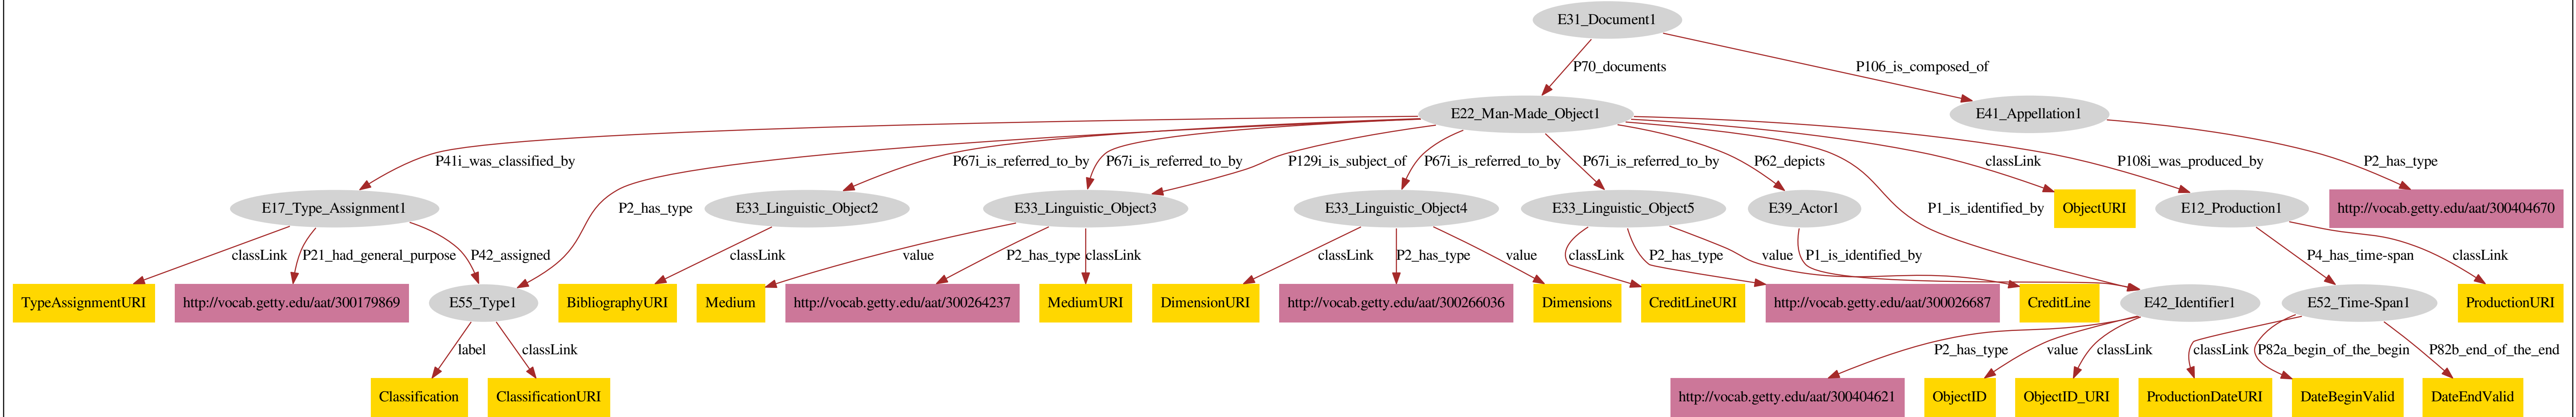 E31_Document1
P70_documents
P106_is_composed_of
E22_Man-Made_Object1
E41_Appellation1
P41i_was_classified_by
P67i_is_referred_to_by
P67i_is_referred_to_by
P129i_is_subject_of
P67i_is_referred_to_by
P67i_is_referred_to_by
P62_depicts
classLink
P108i_was_produced_by
P2_has_type
E17_Type_Assignment1
P2_has_type
E33_Linguistic_Object2
E33_Linguistic_Object3
E33_Linguistic_Object4
E33_Linguistic_Object5
E39_Actor1
P1_is_identified_by
ObjectURI
E12_Production1
http://vocab.getty.edu/aat/300404670
classLink
P21_had_general_purpose
P42_assigned
classLink
value
P2_has_type
classLink
classLink
P2_has_type
value
classLink
P2_has_type
value
P1_is_identified_by
P4_has_time-span
classLink
TypeAssignmentURI
http://vocab.getty.edu/aat/300179869
E55_Type1
BibliographyURI
Medium
http://vocab.getty.edu/aat/300264237
MediumURI
DimensionURI
http://vocab.getty.edu/aat/300266036
Dimensions
CreditLineURI
http://vocab.getty.edu/aat/300026687
CreditLine
E42_Identifier1
E52_Time-Span1
ProductionURI
label
classLink
P2_has_type
value
classLink
classLink
P82a_begin_of_the_begin
P82b_end_of_the_end
Classification
ClassificationURI
http://vocab.getty.edu/aat/300404621
ObjectID
ObjectID_URI
ProductionDateURI
DateBeginValid
DateEndValid